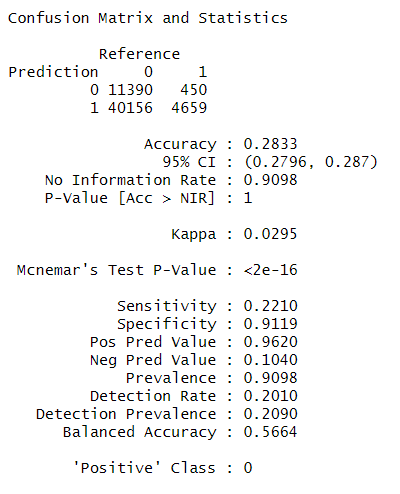 Confusion Matrix and Statistics
Reference
Prediction 0 1
0 11390 450
1 40156 4659
Accuracy : 0.2833
95% CI : (0.2796, 0.287)
No Information Rate : 0.9098
P-Value [Acc > NIR] : 1
Kappa : 0.0295
Mcnemar's Test P-Value : <2e-16
Sensitivity : 0.2210
Specificity : 0.9119
Pos Pred Value : 0.9620
Neg Pred Value : 0.1040
Prevalence : 0.9098
Detection Rate : 0.2010
Detection Prevalence : 0.2090
Balanced Accuracy : 0.5664
'Positive' Class : 0